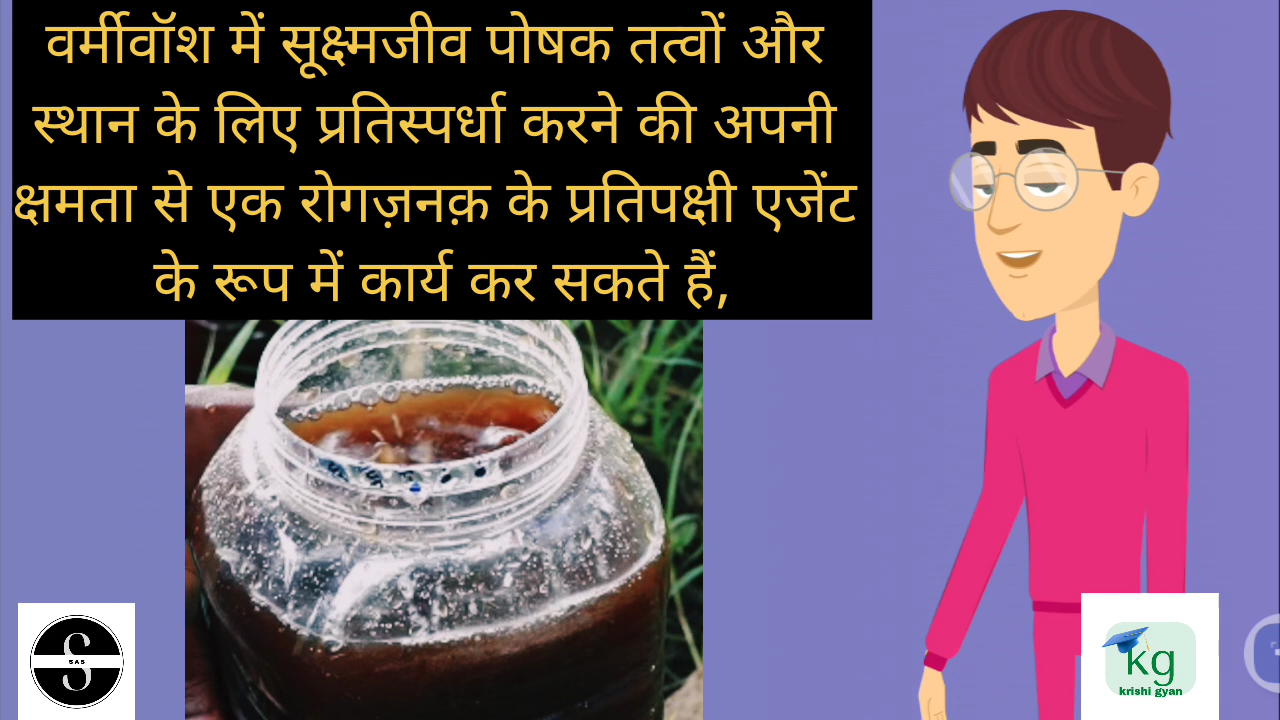 वर्मीवॉश में सूक्ष्मजीव पोषक तत्वों और
स्थान के लिए प्रतिस्पर्धा करने की अपनी
क्षमता से एक रोगज़नक़ के प्रतिपक्षी एजेंट
के रूप में कार्य कर सकते हैं,
S
SAS
kg
krishi gyan